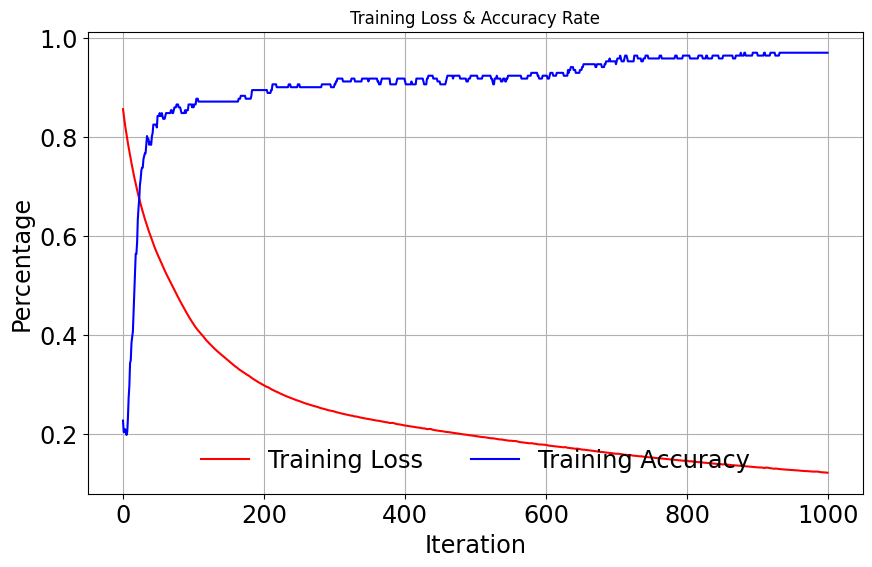 Training Loss & Accuracy Rate
1.0
0.8
0.6
0.4
0.2
Percentage
Training Loss
Training Accuracy
0 200 400 600 800 1000
Iteration